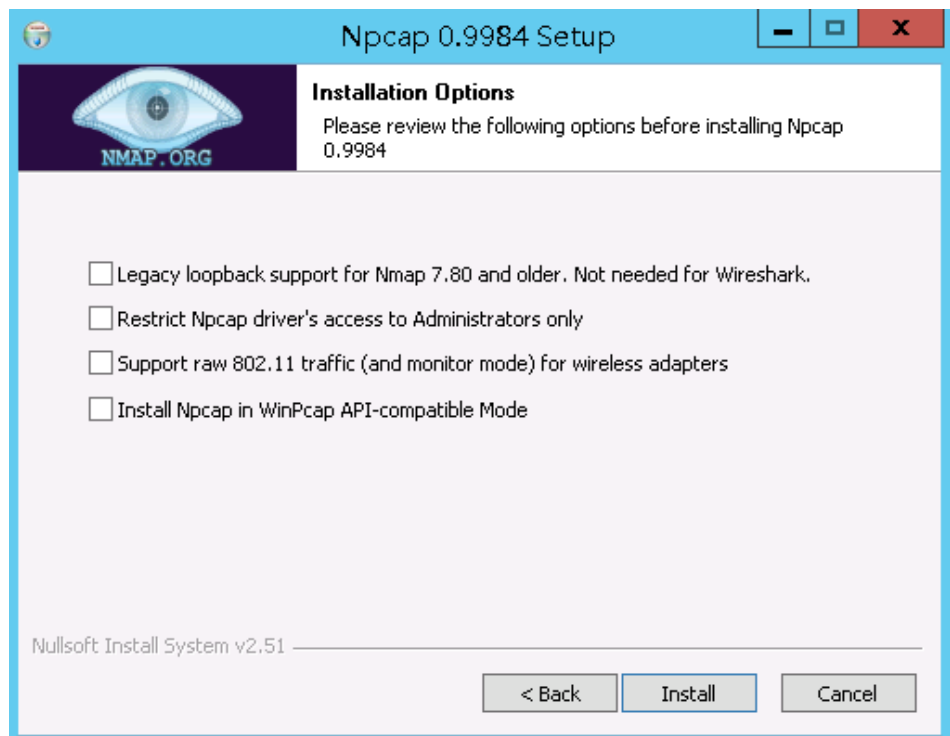 Npcap 0.9984 Setup
NMAP.ORG
Installation Options
Please review the following options before installing Npcap
0.9984
Legacy loopback support for Nmap 7.80 and older. Not needed for Wireshark.
Restrict Npcap driver's access to Administrators only
Support raw 802.11 traffic (and monitor mode) for wireless adapters
Install Npcap in WinPcap API-compatible Mode
Nullsoft Install System v2.51
< Back
Install
Cancel